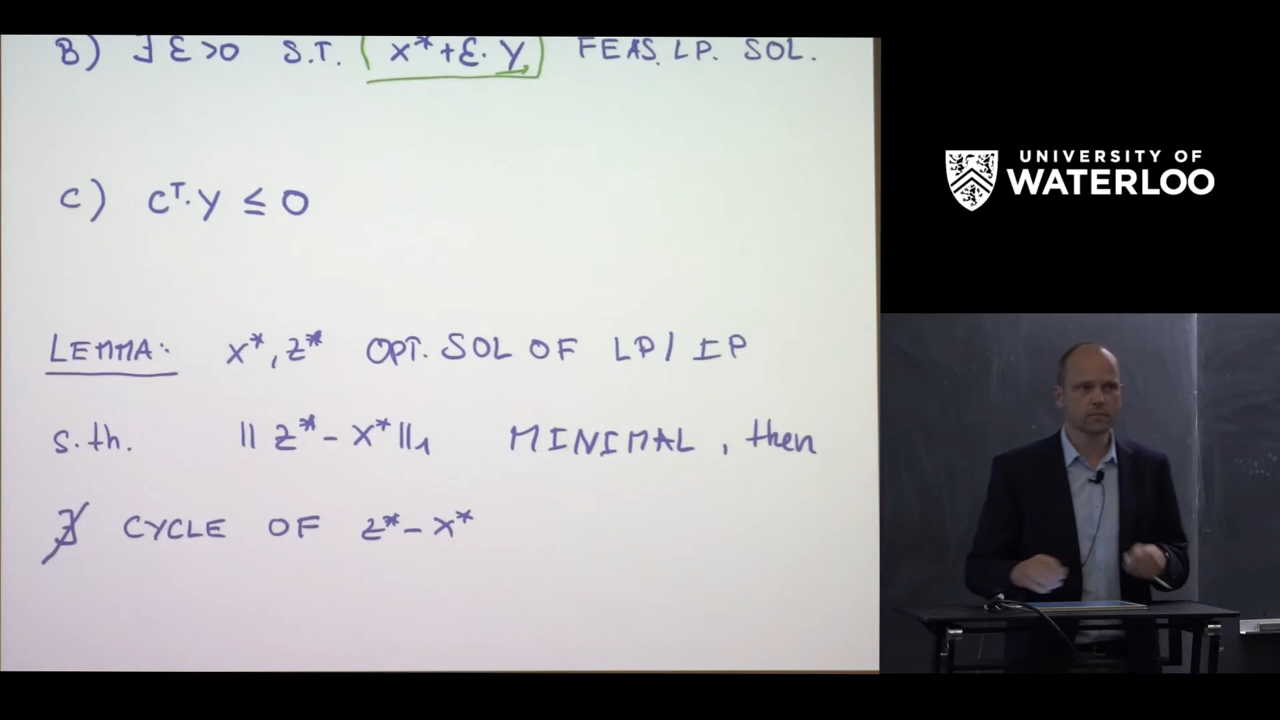 B) ∃ ε>0 S.T. (x*+ε·y) FEAS. LP. SOL.
C) cᵀ·y ≤ 0
LEMMA: x*, z* OPT. SOL OF LP/IP
s.th. ||z*-x*||₁ MINIMAL, then
∄ CYCLE OF z*-x*
UNIVERSITY OF
WATERLOO